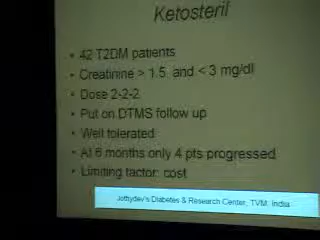 Ketosteril
• 42 T2DM patients
• Creatinine > 1.5 and < 3 mg/dl
• Dose 2-2-2
• Put on DTMS follow up
• Well tolerated
• At 6 months only 4 pts progressed
• Limiting factor: cost
Jothydev's Diabetes & Research Center, TVM, India